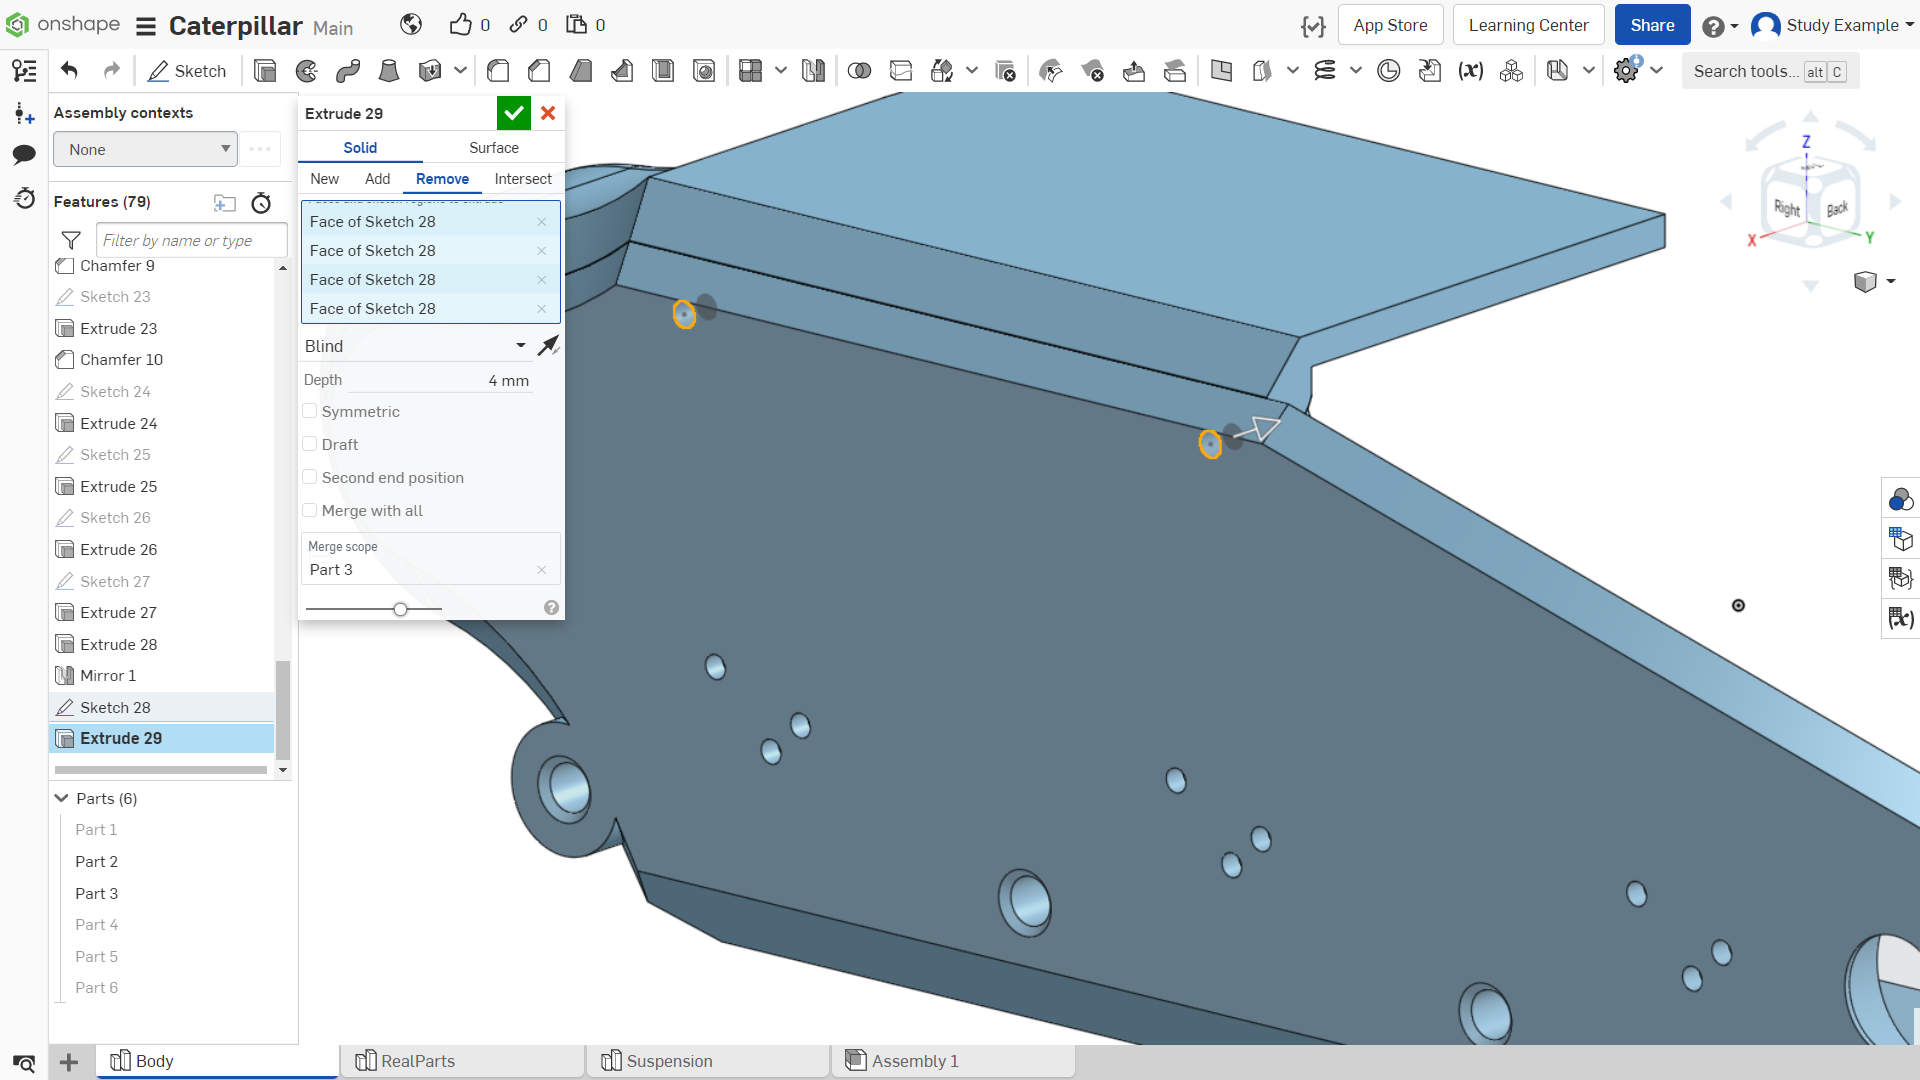 onshape Caterpillar Main 0 0 0 App Store Learning Center Share Study Example
Sketch Search tools... alt C
Assembly contexts
None
Features (79)
Filter by name or type
Chamfer 9
Sketch 23
Extrude 23
Chamfer 10
Sketch 24
Extrude 24
Sketch 25
Extrude 25
Sketch 26
Extrude 26
Sketch 27
Extrude 27
Extrude 28
Mirror 1
Sketch 28
Extrude 29
Parts (6)
Part 1
Part 2
Part 3
Part 4
Part 5
Part 6
Extrude 29
Solid Surface
New Add Remove Intersect
Faces and sketch regions to extrude
Face of Sketch 28
Face of Sketch 28
Face of Sketch 28
Face of Sketch 28
Blind
Depth 4 mm
Symmetric
Draft
Second end position
Merge with all
Merge scope
Part 3
Z
Right Back
X Y
Body RealParts Suspension Assembly 1